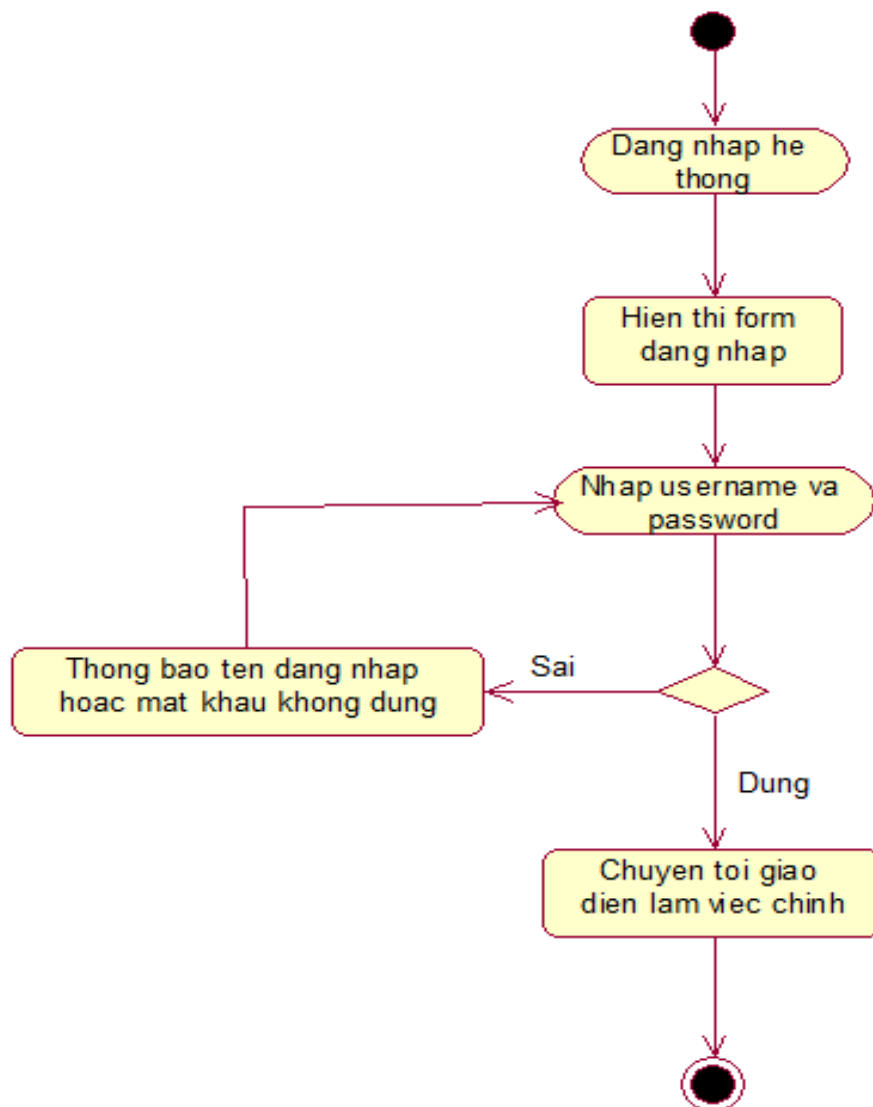 Dang nhap he
thong
Hien thi form
dang nhap
Nhap username va
password
Sai
Thong bao ten dang nhap
hoac mat khau khong dung
Dung
Chuyen toi giao
dien lam viec chinh